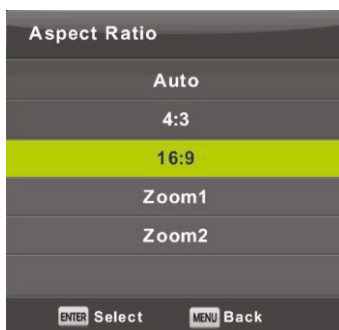 Aspect Ratio
Auto
4:3
16:9
Zoom1
Zoom2
ENTER Select MENU Back